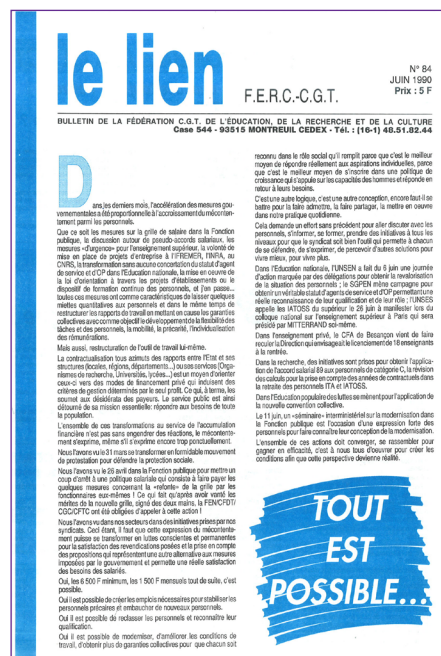 le lien
F.E.R.C.-C.G.T.
N° 84
JUIN 1990
Prix : 5 F
BULLETIN DE LA FÉDÉRATION C.G.T. DE L'ÉDUCATION, DE LA RECHERCHE ET DE LA CULTURE
Case 544 - 93515 MONTREUIL CEDEX - Tél. : (16-1) 48.51.82.44
Dans les derniers mois, l'accélération des mesures gou-
vernementales a été proportionnelle à l'accroissement du mécontentement
parmi les personnels.
Que ce soit les mesures sur la grille de salaire dans la Fonction
publique, la discussion autour de pseudo-accords salariaux, les
mesures «d'urgence» pour l'enseignement supérieur, la volonté de
mise en place de projets d'entreprise à l'IFREMER, l'INRA, au
CNRS, la transformation sans aucune concertation du statut d'agent
de service et d'OP dans l'Education nationale, la mise en oeuvre de
la loi d'orientation à travers les projets d'établissements ou le
dispositif de formation continue des personnels, et j'en passe...
toutes ces mesures ont comme caractéristiques de laisser quelques
miettes quantitatives aux personnels et dans le même temps de
restructurer les rapports de travail en mettant en cause les garanties
collectives avec comme objectif le développement de la flexibilité des
tâches et des personnels, la mobilité, la précarité, l'individualisation
des rémunérations.
Mais aussi, restructuration de l'outil de travail lui-même.
La contractualisation tous azimuts des rapports entre l'Etat et ses
structures (locales, régions, départements...) ou ses services (Orga-
nismes de recherche, Universités, lycées...) est un moyen d'orienter
ceux-ci vers des modes de financement privé qui induisent des
critères de gestion déterminés par le seul profit. Ce qui, à terme, les
soumet aux désidérata des payeurs. Le service public est ainsi
détourné de sa mission essentielle: répondre aux besoins de toute
la population.
L'ensemble de ces transformations au service de l'accumulation
financière n'est pas sans engendrer des réactions, le mécontente-
ment s'exprime, même s'il s'exprime encore trop ponctuellement.
Nous l'avons vu le 31 mars se transformer en formidable mouvement
de protestation pour défendre la protection sociale.
Nous l'avons vu le 26 avril dans la Fonction publique pour mettre un
coup d'arrêt à une politique salariale qui consiste à faire payer les
quelques mesures concernant la «refonte» de la grille par les
fonctionnaires eux-mêmes ! Ce qui fait qu'après avoir vanté les
mérites de la nouvelle grille, signé des deux mains, la FEN/CFDT/
CGC/CFTC ont été obligées d'appeler à cette action !
Nous l'avons vu dans nos secteurs dans des initiatives prises par nos
syndicats. Ceci étant, il faut que cette expression du mécontente-
ment puisse se transformer en luttes conscientes et permanentes
pour la satisfaction des revendications posées et la prise en compte
des propositions qui représentent une autre alternative aux mesures
imposées par le gouvernement et permette une réelle satisfaction
des besoins des salariés.
Oui, les 6 500 F minimum, les 1 500 F mensuels tout de suite, c'est
possible.
Oui il est possible de créer les emplois nécessaires pour stabiliser les
personnels précaires et embaucher de nouveaux personnels.
Oui il est possible de reclasser les personnels et reconnaître leur
qualification.
Oui il est possible de moderniser, d'améliorer les conditions de
travail, d'obtenir plus de garanties collectives pour que chacun soit
reconnu dans le rôle social qu'il remplit parce que c'est le meilleur
moyen de répondre réellement aux aspirations individuelles, parce
que c'est le meilleur moyen de s'inscrire dans une politique de
croissance qui s'appuie sur les capacités des hommes et réponde en
retour à leurs besoins.
C'est une autre logique, c'est une autre conception, encore faut-il se
battre pour la faire admettre, la faire partager, la mettre en oeuvre
dans notre pratique quotidienne.
Cela demande un effort sans précédent pour aller discuter avec les
personnels, s'informer, se former, prendre des initiatives à tous les
niveaux pour que le syndicat soit bien l'outil qui permette à chacun
de se défendre, de s'exprimer, de percevoir d'autres solutions pour
vivre mieux, pour vivre plus.
Dans l'Education nationale, l'UNSEN a fait du 6 juin une journée
d'action marquée par des délégations pour obtenir la revalorisation
de la situation des personnels ; le SGPEN mène campagne pour
obtenir un véritable statut d'agents de service et d'OP permettant une
réelle reconnaissance de leur qualification et de leur rôle ; l'UNSES
appelle les IATOSS du supérieur le 26 juin à manifester lors du
colloque national sur l'enseignement supérieur à Paris qui sera
présidé par MITTERRAND soi-même.
Dans l'enseignement privé, le CFA de Besançon vient de faire
reculer la Direction qui envisageait le licenciement de 18 enseignants
à la rentrée.
Dans la recherche, des initiatives sont prises pour obtenir l'applica-
tion de l'accord salarial 89 aux personnels de catégorie C, la révision
des calculs pour la prise en compte des années de contractuels dans
la retraite des personnels ITA et IATOSS.
Dans l'Education populaire des luttes se mènent pour l'application de
la nouvelle convention collective.
Le 11 juin, un «séminaire» interministériel sur la modernisation dans
la Fonction publique est l'occasion d'une expression forte des
personnels pour faire connaître leur conception de la modernisation.
L'ensemble de ces actions doit converger, se rassembler pour
gagner en efficacité, c'est à nous tous d'oeuvrer pour créer les
conditions afin que cette perspective devienne réalité.
TOUT
EST
POSSIBLE...